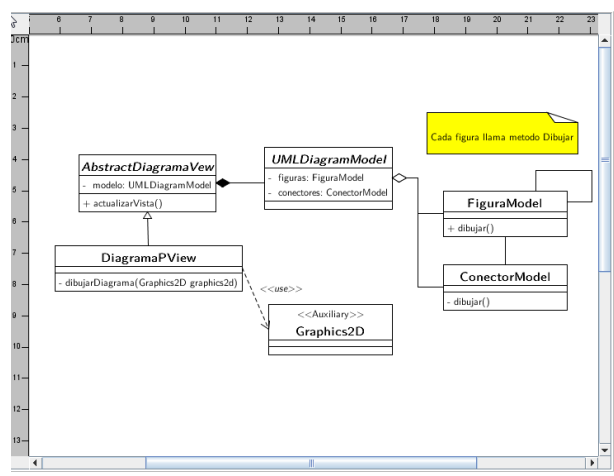 6 7 8 9 10 11 12 13 14 15 16 17 18 19 20 21 22 23
0cm
1
2
3
4
5
6
7
8
9
10
11
12
13
Cada figura llama metodo Dibujar
AbstractDiagramaVew
- modelo: UMLDiagramModel
+ actualizarVista()
UMLDiagramModel
- figuras: FiguraModel
- conectores: ConectorModel
FiguraModel
+ dibujar()
DiagramaPView
- dibujarDiagrama(Graphics2D graphics2d)
ConectorModel
- dibujar()
<<use>>
<<Auxiliary>>
Graphics2D